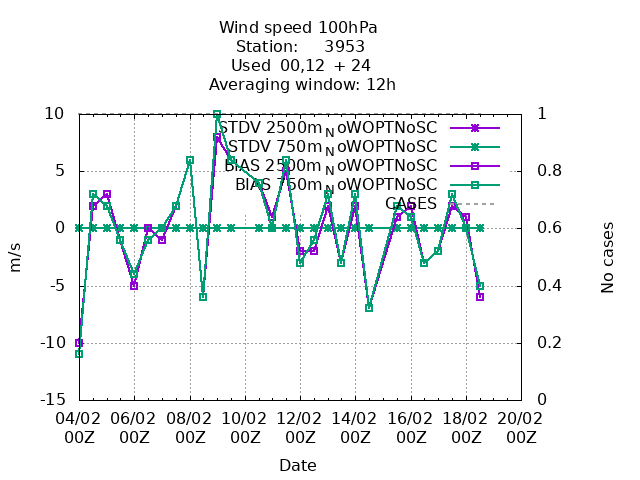 Wind speed 100hPa
Station: 3953
Used 00,12 + 24
Averaging window: 12h
10
5
0
-5
-10
-15
1
0.8
0.6
0.4
0.2
0
STDV 2500m_NoWOPTNoSC
STDV 750m_NoWOPTNoSC
BIAS 2500m_NoWOPTNoSC
BIAS 750m_NoWOPTNoSC
CASES
m/s
No cases
04/02 06/02 08/02 10/02 12/02 14/02 16/02 18/02 20/02
00Z 00Z 00Z 00Z 00Z 00Z 00Z 00Z 00Z
Date